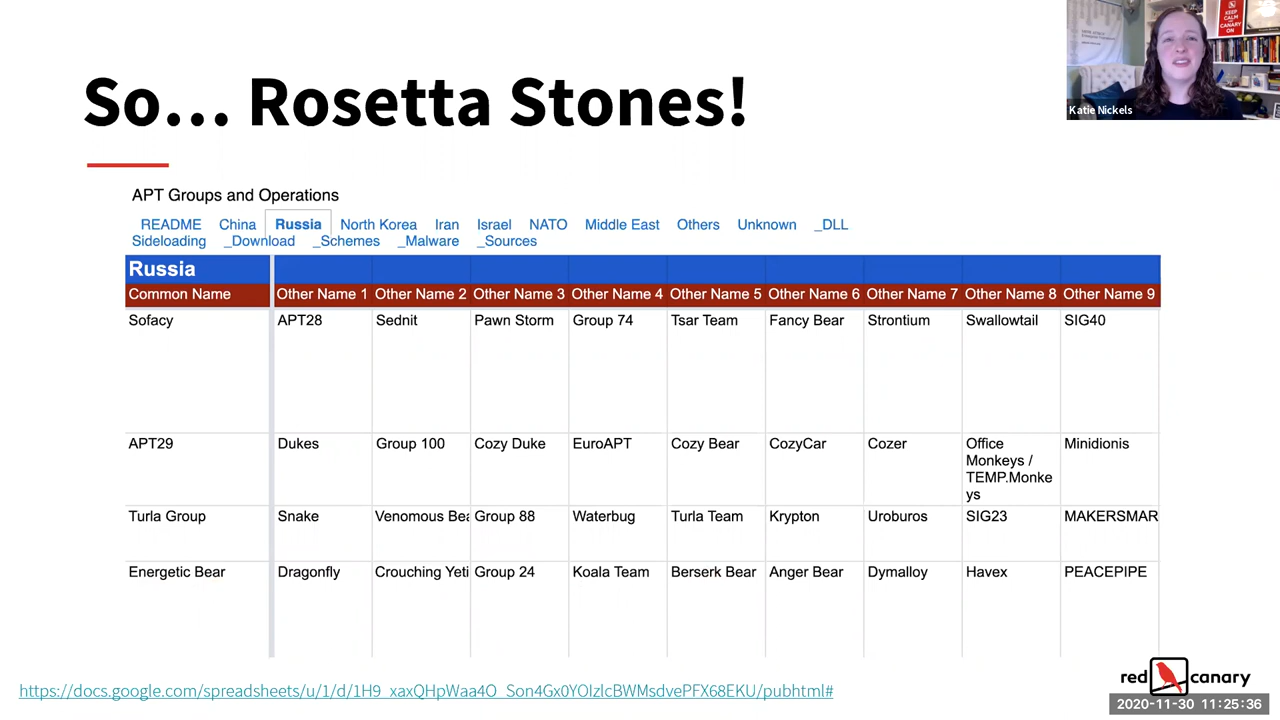 So... Rosetta Stones!
KEEP
CALM
CANARY
ON
Katie Nickels
APT Groups and Operations
README China Russia North Korea Iran Israel NATO Middle East Others Unknown _DLL
Sideloading _Download _Schemes _Malware _Sources
Russia
Common Name Other Name 1 Other Name 2 Other Name 3 Other Name 4 Other Name 5 Other Name 6 Other Name 7 Other Name 8 Other Name 9
Sofacy APT28 Sednit Pawn Storm Group 74 Tsar Team Fancy Bear Strontium Swallowtail SIG40
APT29 Dukes Group 100 Cozy Duke EuroAPT Cozy Bear CozyCar Cozer Office Minidionis
Monkeys /
TEMP.Monke
ys
Turla Group Snake Venomous Bea Group 88 Waterbug Turla Team Krypton Uroburos SIG23 MAKERSMAR
Energetic Bear Dragonfly Crouching Yeti Group 24 Koala Team Berserk Bear Anger Bear Dymalloy Havex PEACEPIPE
red canary
https://docs.google.com/spreadsheets/u/1/d/1H9_xaxQHpWaa4O_Son4Gx0YOIzlcBWMsdvePFX68EKU/pubhtml#
2020-11-30 11:25:36